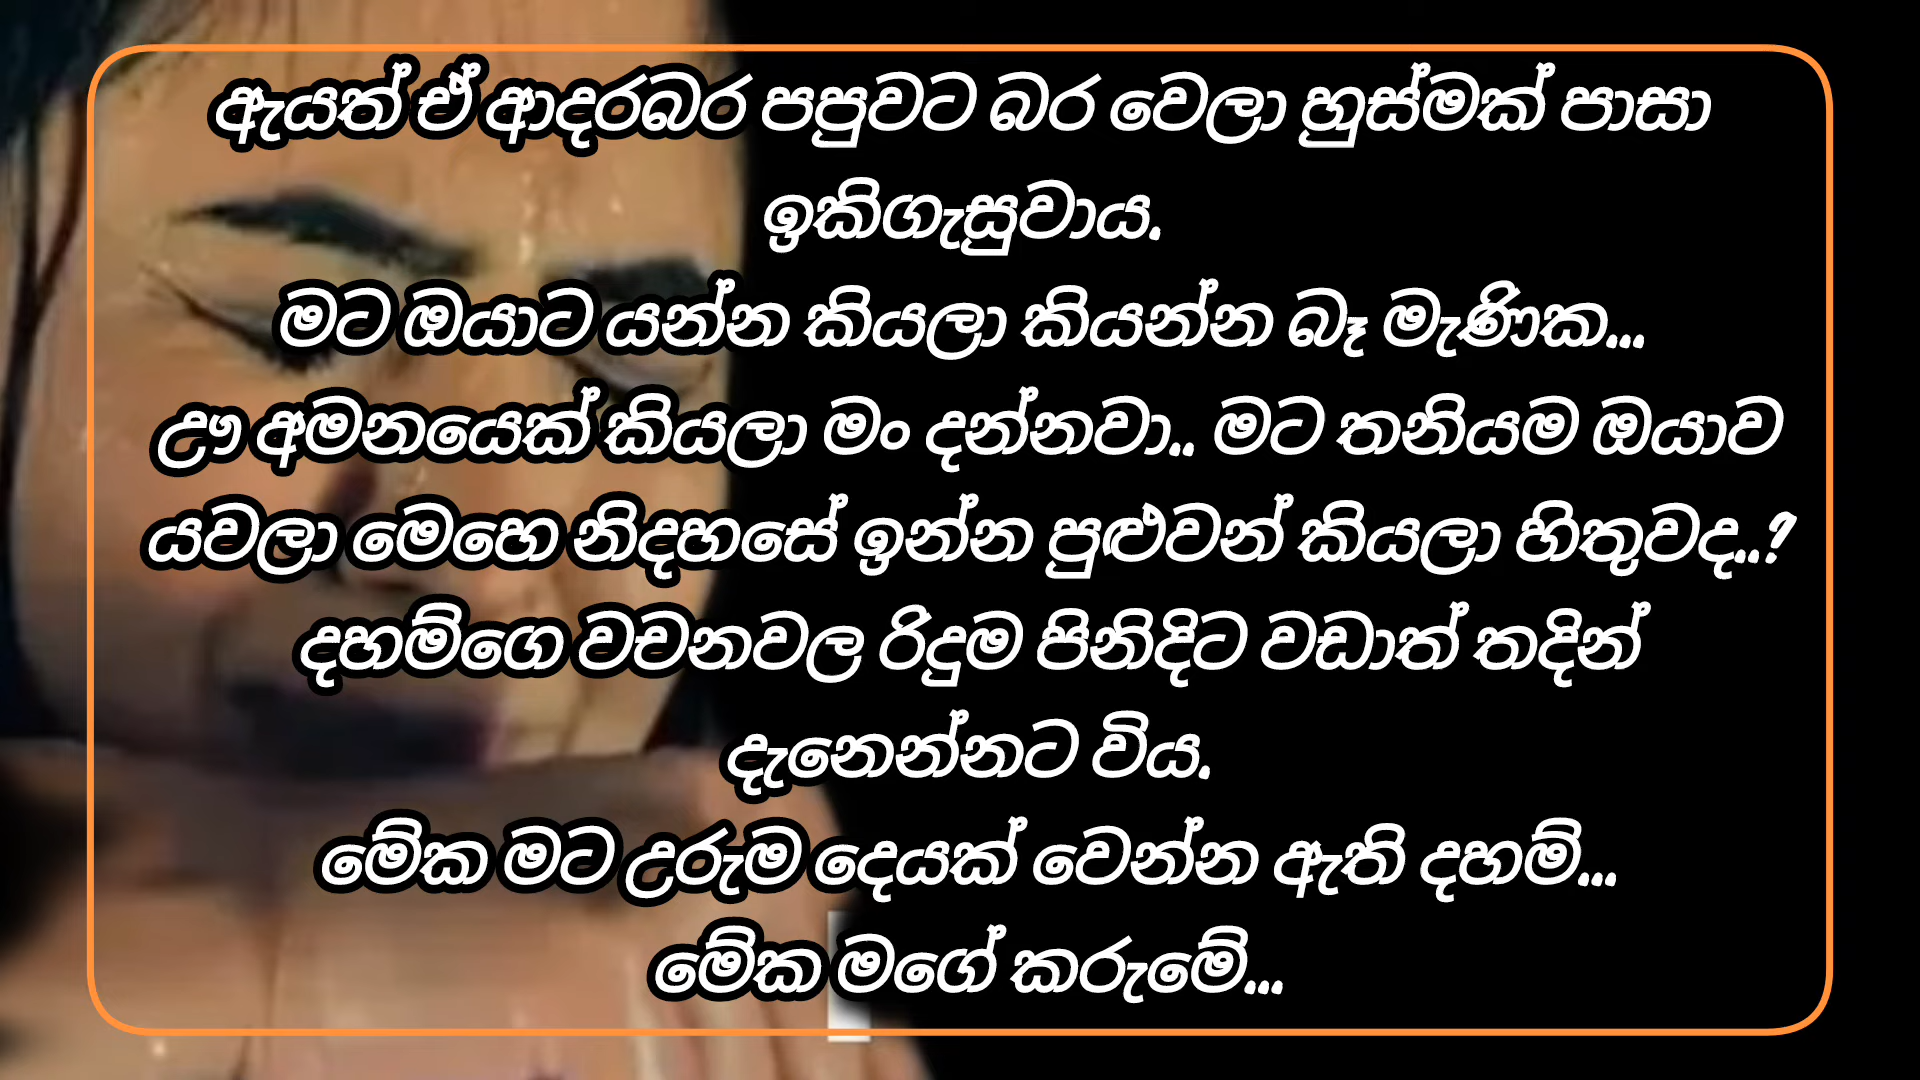 ඇයත් ඒ ආදරබර පපුවට බර වෙලා හුස්මක් පාසා
ඉකිගැසුවාය.
මට ඔයාට යන්න කියලා කියන්න බෑ මැණික...
ඌ අමනයෙක් කියලා මං දන්නවා.. මට තනියම ඔයාව
යවලා මෙහෙ නිදහසේ ඉන්න පුළුවන් කියලා හිතුවද..?
දහම්ගෙ වචනවල රිදුම පිනිදිට වඩාත් තදින්
දැනෙන්නට විය.
මේක මට උරුම දෙයක් වෙන්න ඇති දහම්...
මේක මගේ කරුමේ...